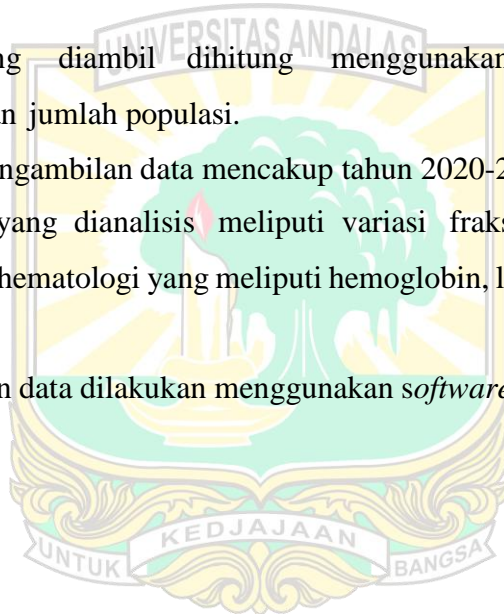 ng diambil dihitung menggunakan
n jumlah populasi.
ngambilan data mencakup tahun 2020-2
yang dianalisis meliputi variasi fraks
hematologi yang meliputi hemoglobin, l
n data dilakukan menggunakan software
UNIVERSITAS ANDALAS
KEDJAJAAN
UNTUK
BANGSA